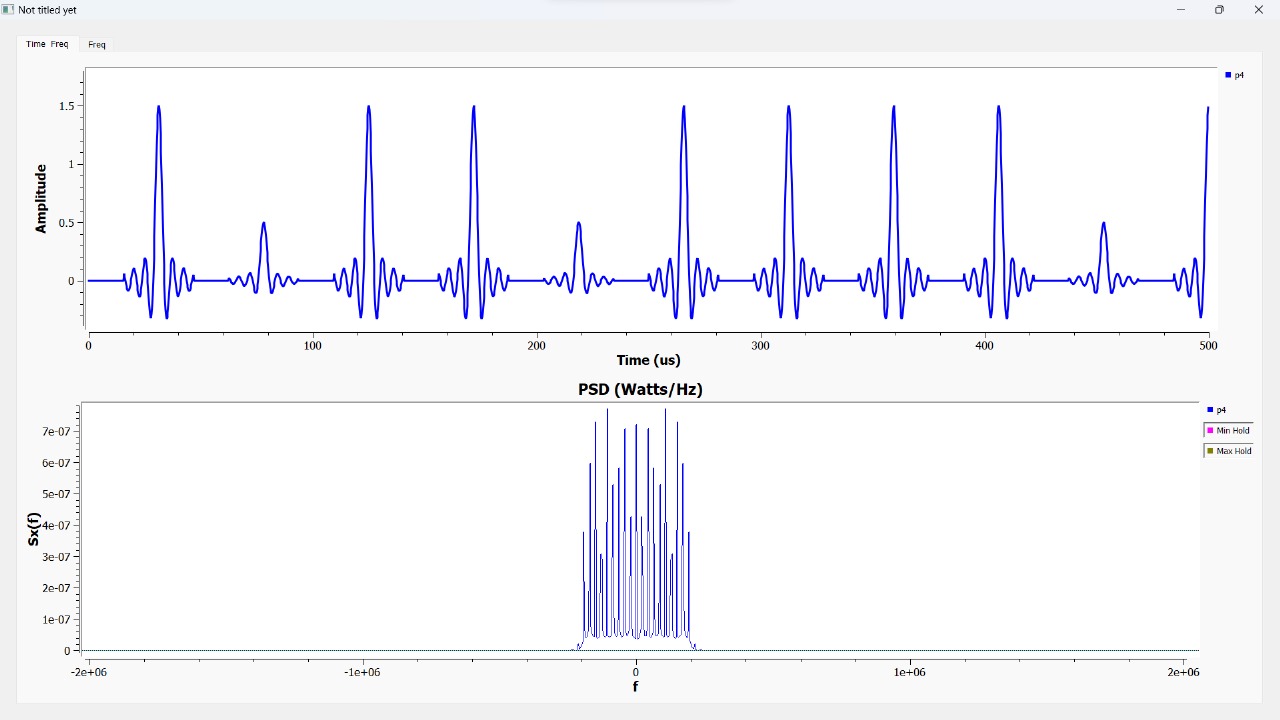 Not titled yet
Time Freq
Freq
p4
1.5
1
0.5
0
Amplitude
0 100 200 300 400 500
Time (us)
PSD (Watts/Hz)
p4
Min Hold
Max Hold
7e-07
6e-07
5e-07
4e-07
3e-07
2e-07
1e-07
0
Sx(f)
-2e+06 -1e+06 0 1e+06 2e+06
f